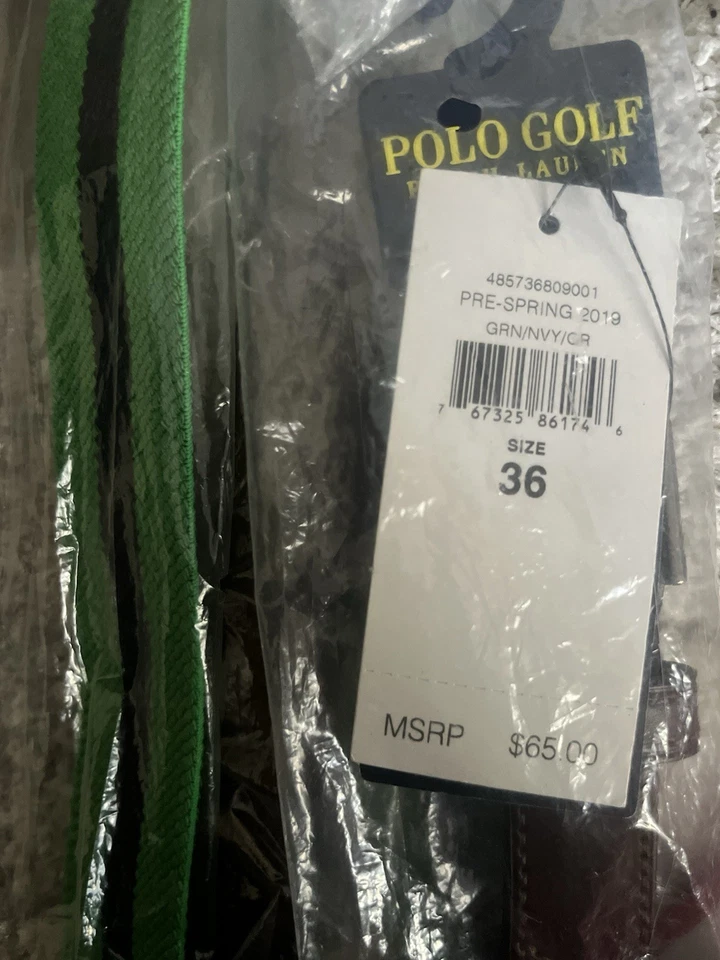 POLO GOLF
485736809001
PRE-SPRING 2019
GRN/NVY/CR
7 67325 86174 6
SIZE
36
MSRP $65.00